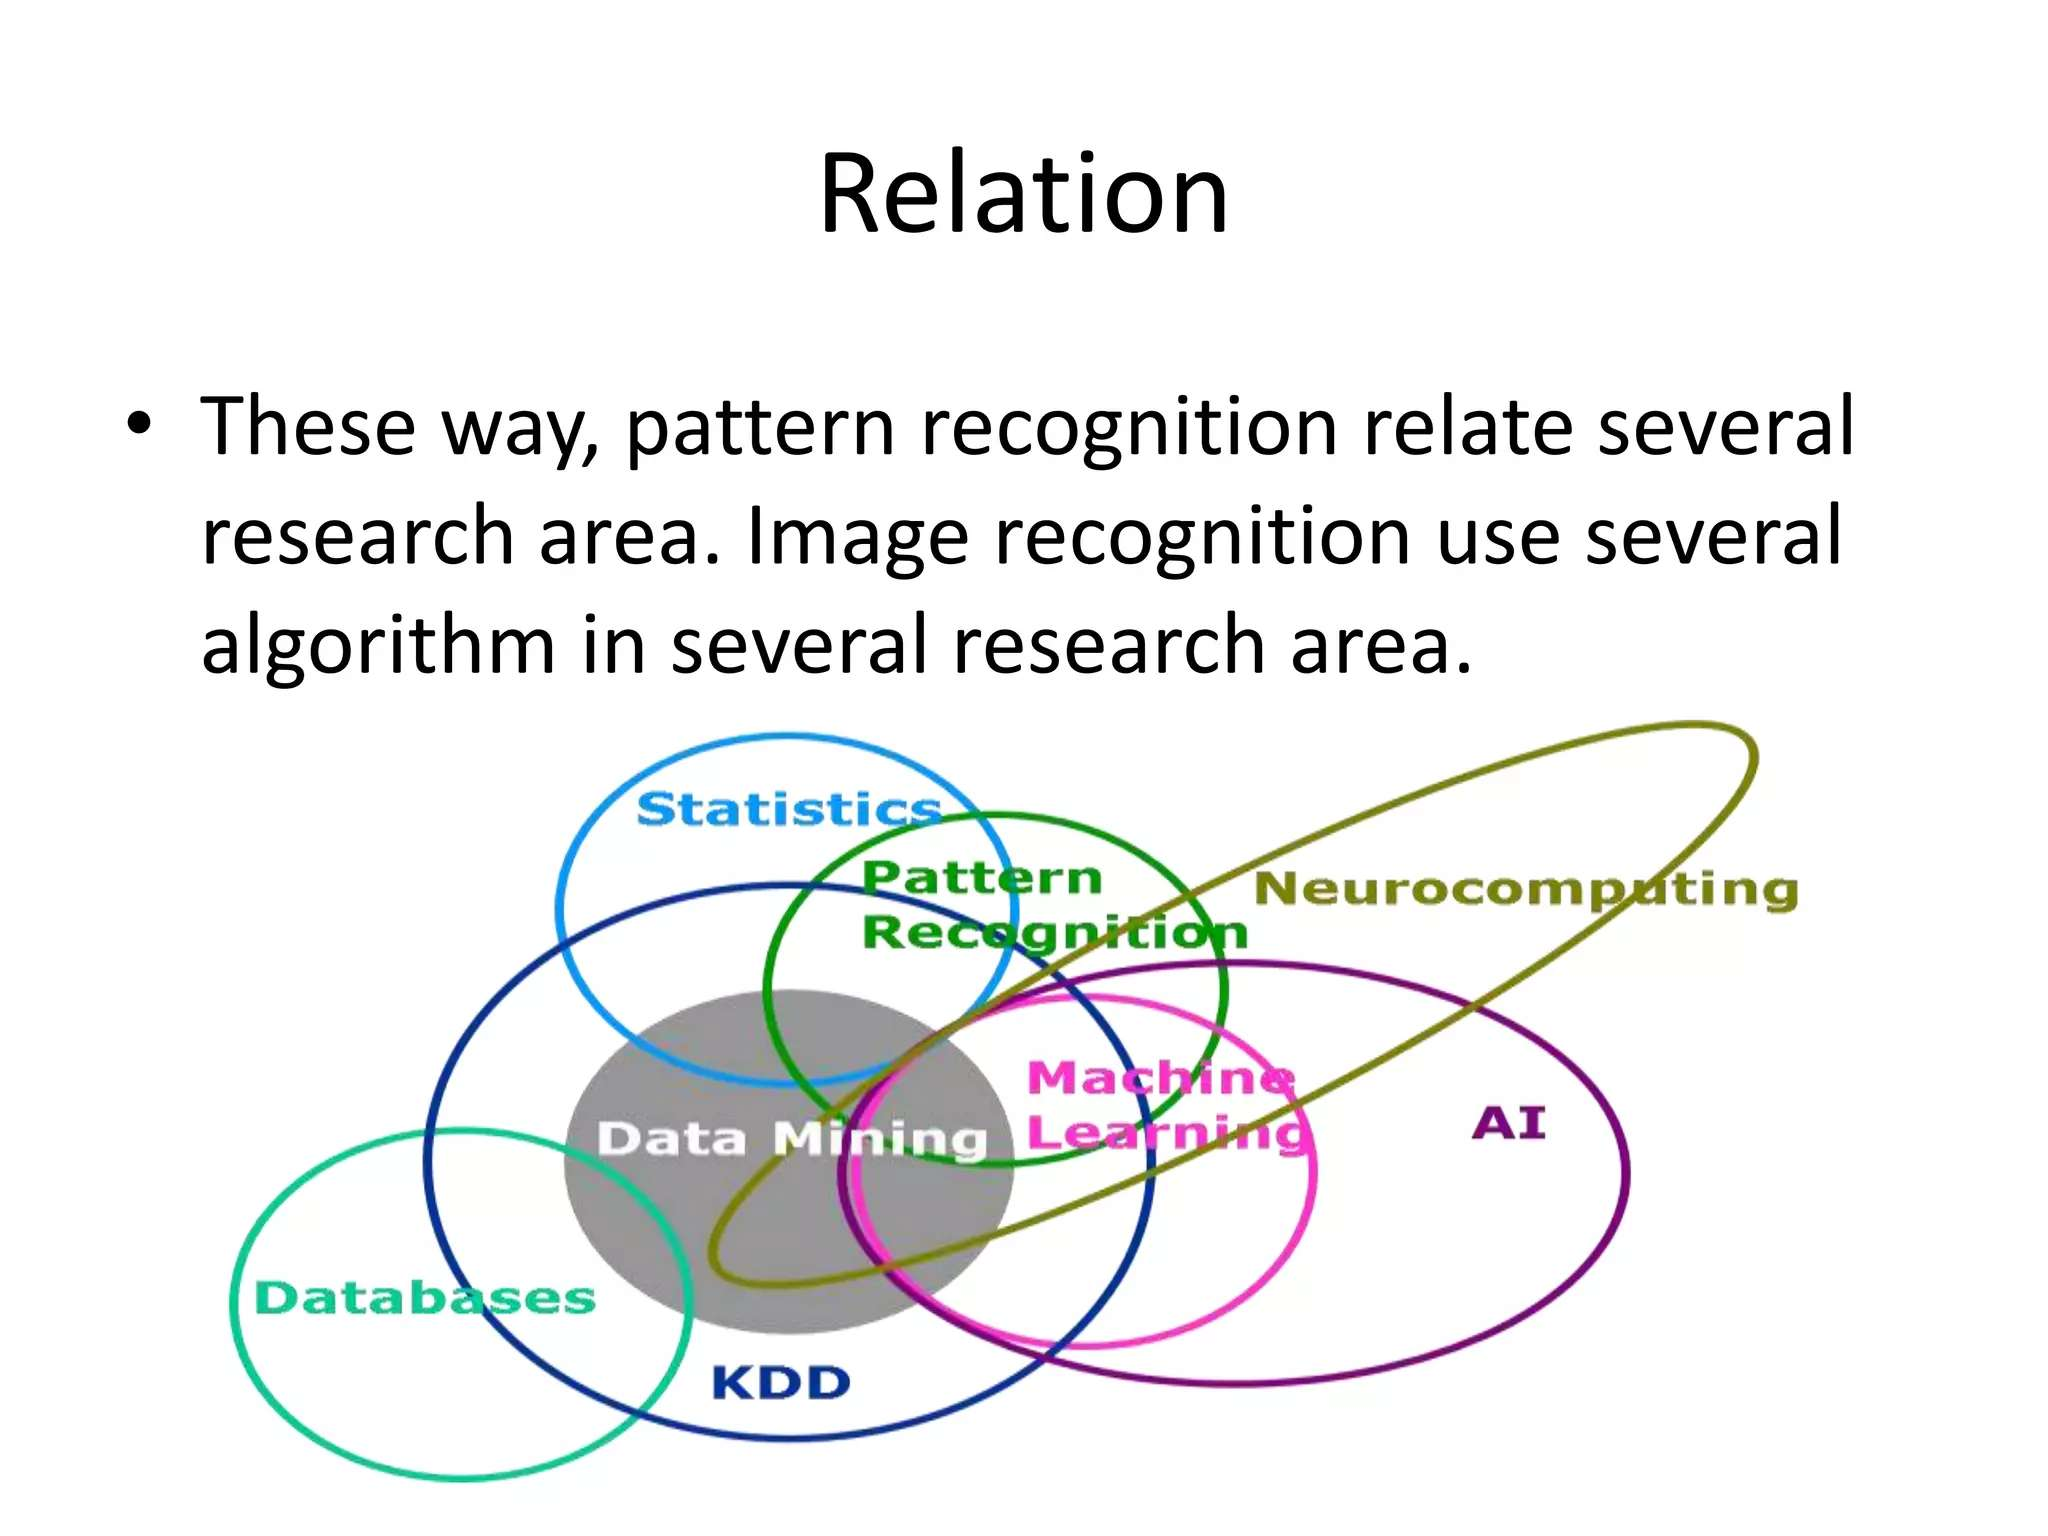 Relation
• These way, pattern recognition relate several
research area. Image recognition use several
algorithm in several research area.
Statistics
Pattern
Recognition
Neurocomputing
Machine
Learning
AI
Data Mining
Databases
KDD